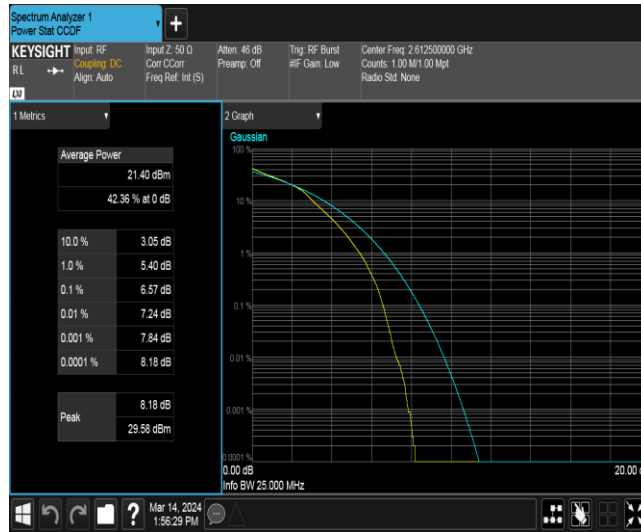 Spectrum Analyzer 1
Power Stat CCDF
+
KEYSIGHT
RL
LXI
Input: RF
Coupling: DC
Align: Auto
Input Z: 50 Ω
Corr CCorr
Freq Ref: Int (S)
Atten: 46 dB
Preamp: Off
Trig: RF Burst
#IF Gain: Low
Center Freq: 2.612500000 GHz
Counts: 1.00 M/1.00 Mpt
Radio Std: None
1 Metrics
Average Power
21.40 dBm
42.36 % at 0 dB
10.0 % 3.05 dB
1.0 % 5.40 dB
0.1 % 6.57 dB
0.01 % 7.24 dB
0.001 % 7.84 dB
0.0001 % 8.18 dB
Peak
8.18 dB
29.58 dBm
2 Graph
Gaussian
100 %
10 %
1 %
0.1 %
0.01 %
0.001 %
0.0001 %
0.00 dB
20.00
Info BW 25.000 MHz
?
Mar 14, 2024
1:56:29 PM